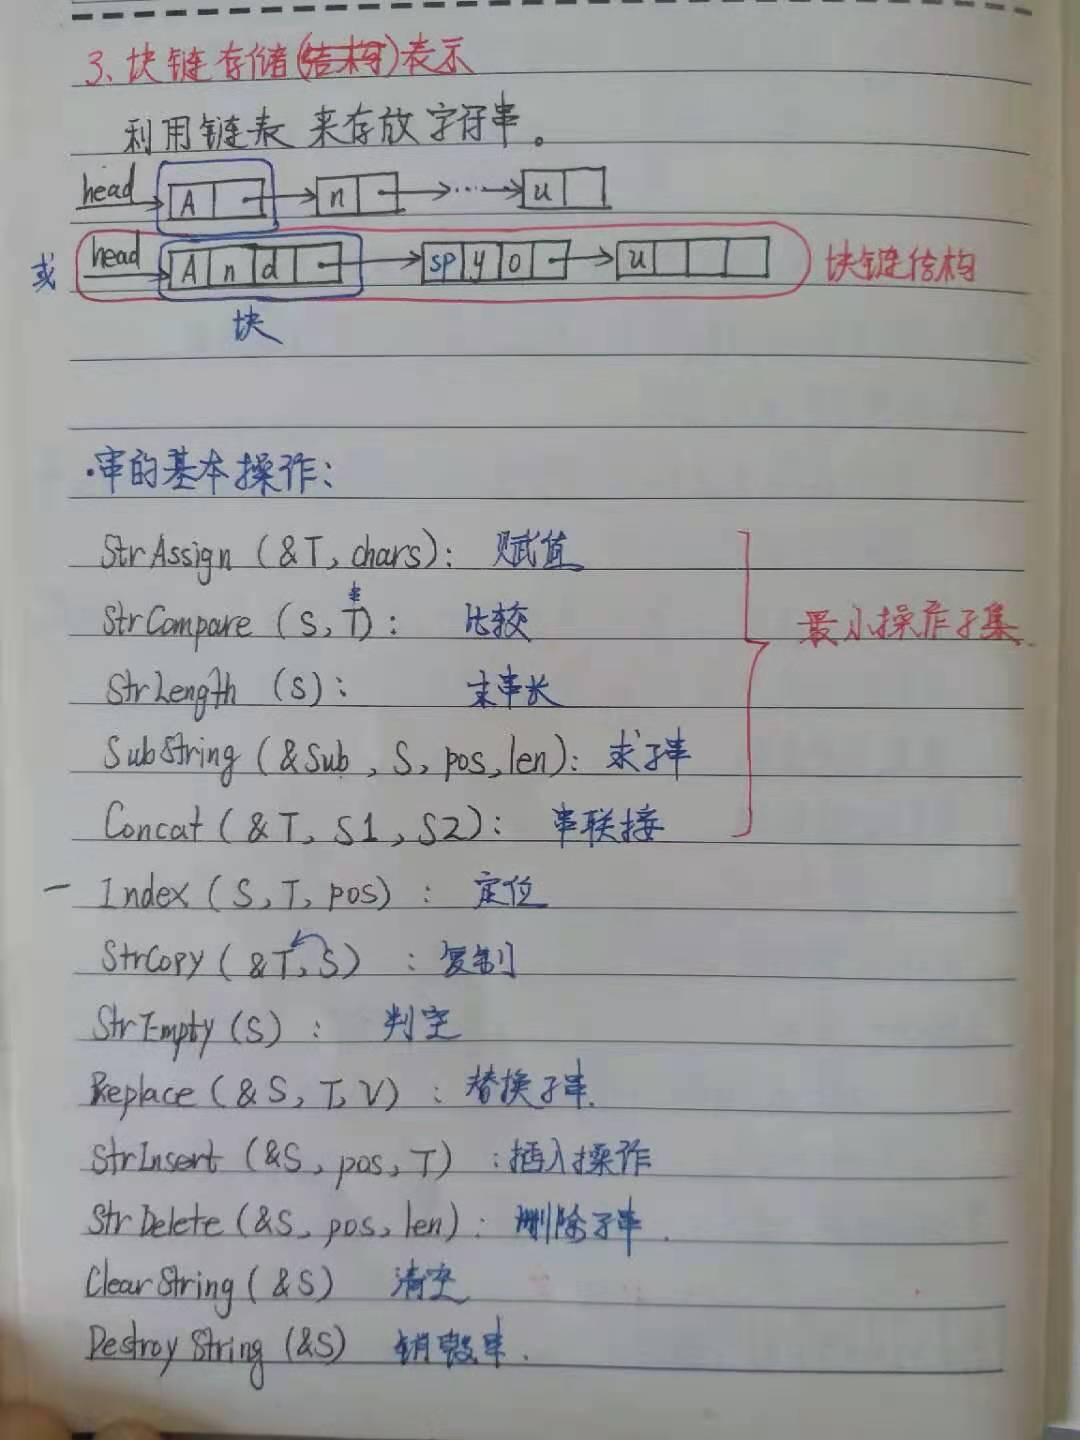 3、块链存储(结构)表示
利用链表来存放字符串。
head A n ... u
或 head A n d sp y o u 块链结构
块
·串的基本操作：
StrAssign (&T, chars): 赋值
StrCompare (S, T): 比较
StrLength (S): 求串长
最小操作子集
SubString (&Sub, S, pos, len): 求子串
Concat (&T, S1, S2): 串联接
— Index (S, T, pos) : 定位
StrCopy (&T, S) : 复制
StrEmpty (S) : 判空
Replace (&S, T, V) : 替换子串.
StrInsert (&S, pos, T) : 插入操作
StrDelete (&S, pos, len) : 删除子串.
ClearString (&S) 清空
DestroyString (&S) 销毁串.